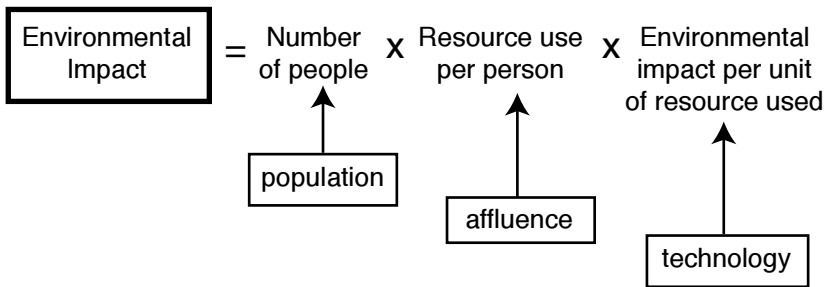 Environmental
Impact
=
Number
of people
x
Resource use
per person
x
Environmental
impact per unit
of resource used
population
affluence
technology